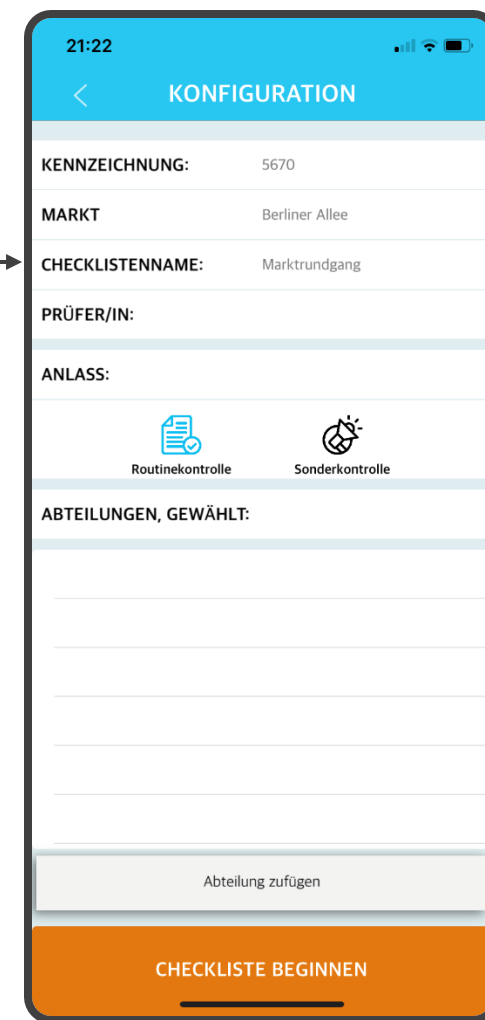 21:22
KONFIGURATION
KENNZEICHNUNG: 5670
MARKT Berliner Allee
CHECKLISTENNAME: Marktrundgang
PRÜFER/IN:
ANLASS:
Routinekontrolle Sonderkontrolle
ABTEILUNGEN, GEWÄHLT:
Abteilung zufügen
CHECKLISTE BEGINNEN